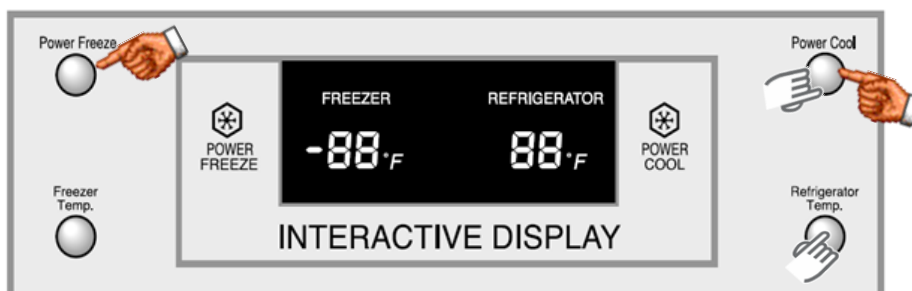 Power Freeze
Power Cool
FREEZER
REFRIGERATOR
POWER
FREEZE
-88°F
88°F
POWER
COOL
Freezer
Temp.
Refrigerator
Temp.
INTERACTIVE DISPLAY